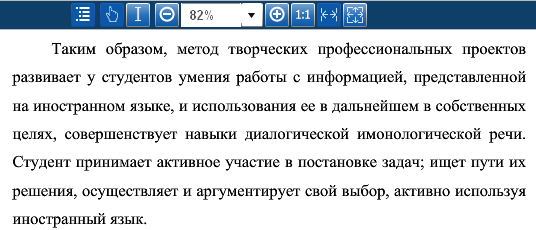 82%
1:1
Таким образом, метод творческих профессиональных проектов
развивает у студентов умения работы с информацией, представленной
на иностранном языке, и использования ее в дальнейшем в собственных
целях, совершенствует навыки диалогической имонологической речи.
Студент принимает активное участие в постановке задач; ищет пути их
решения, осуществляет и аргументирует свой выбор, активно используя
иностранный язык.